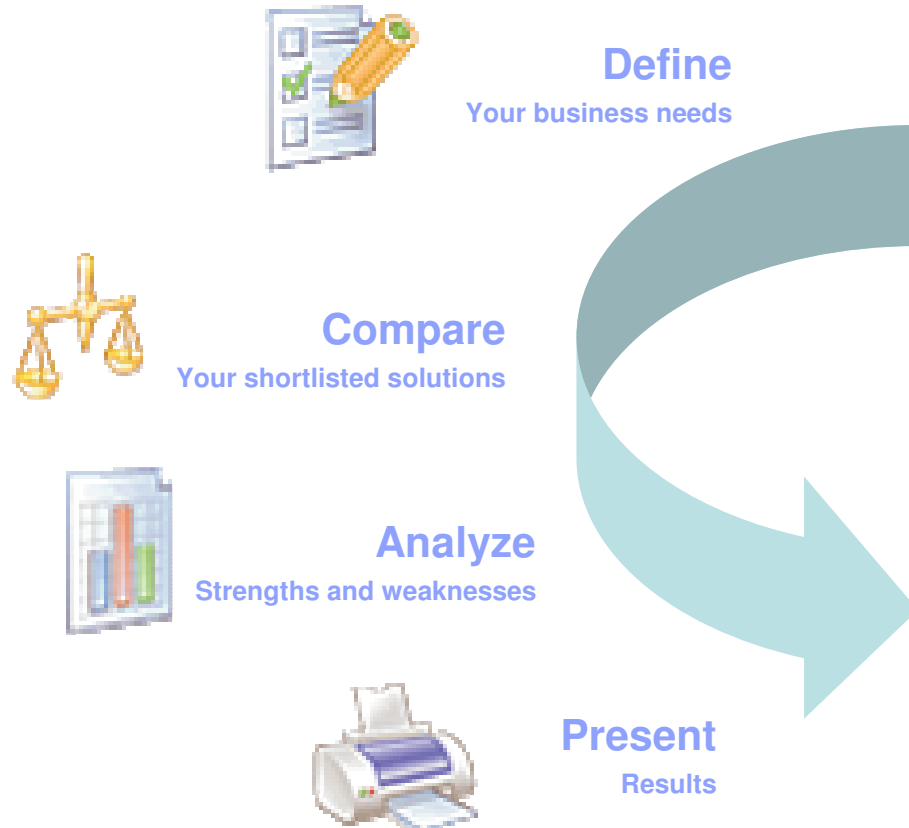 Define
Your business needs
Compare
Your shortlisted solutions
Analyze
Strengths and weaknesses
Present
Results